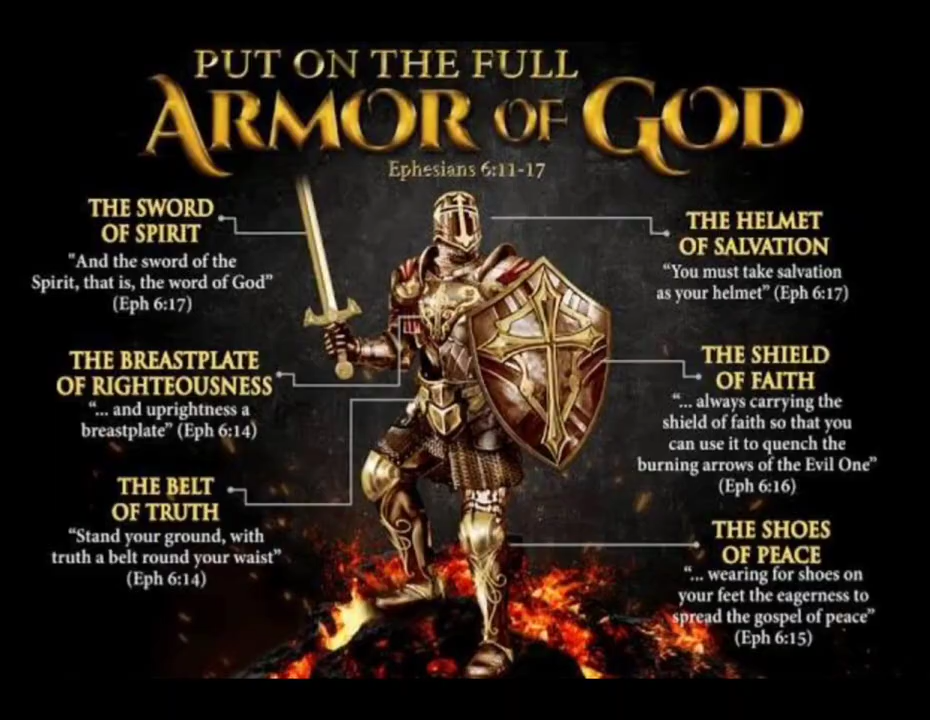 PUT ON THE FULL
ARMOR OF GOD
Ephesians 6:11-17
THE SWORD
OF SPIRIT
"And the sword of the
Spirit, that is, the word of God"
(Eph 6:17)
THE BREASTPLATE
OF RIGHTEOUSNESS
"... and uprightness a
breastplate" (Eph 6:14)
THE BELT
OF TRUTH
"Stand your ground, with
truth a belt round your waist"
(Eph 6:14)
THE HELMET
OF SALVATION
"You must take salvation
as your helmet" (Eph 6:17)
THE SHIELD
OF FAITH
"... always carrying the
shield of faith so that you
can use it to quench the
burning arrows of the Evil One"
(Eph 6:16)
THE SHOES
OF PEACE
"... wearing for shoes on
your feet the eagerness to
spread the gospel of peace"
(Eph 6:15)